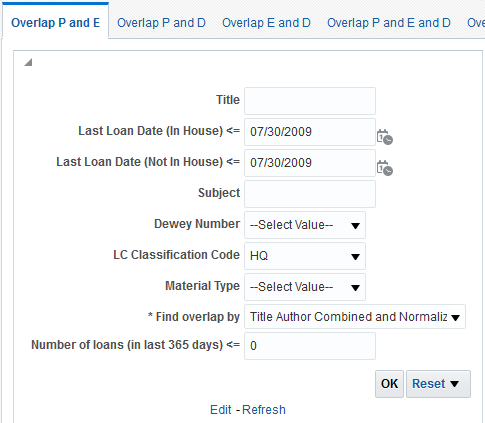 Overlap P and E Overlap P and D Overlap E and D Overlap P and E and D Ove
Title
Last Loan Date (In House) <= 07/30/2009
Last Loan Date (Not In House) <= 07/30/2009
Subject
Dewey Number --Select Value--
LC Classification Code HQ
Material Type --Select Value--
* Find overlap by Title Author Combined and Normaliz
Number of loans (in last 365 days) <= 0
OK Reset
Edit - Refresh